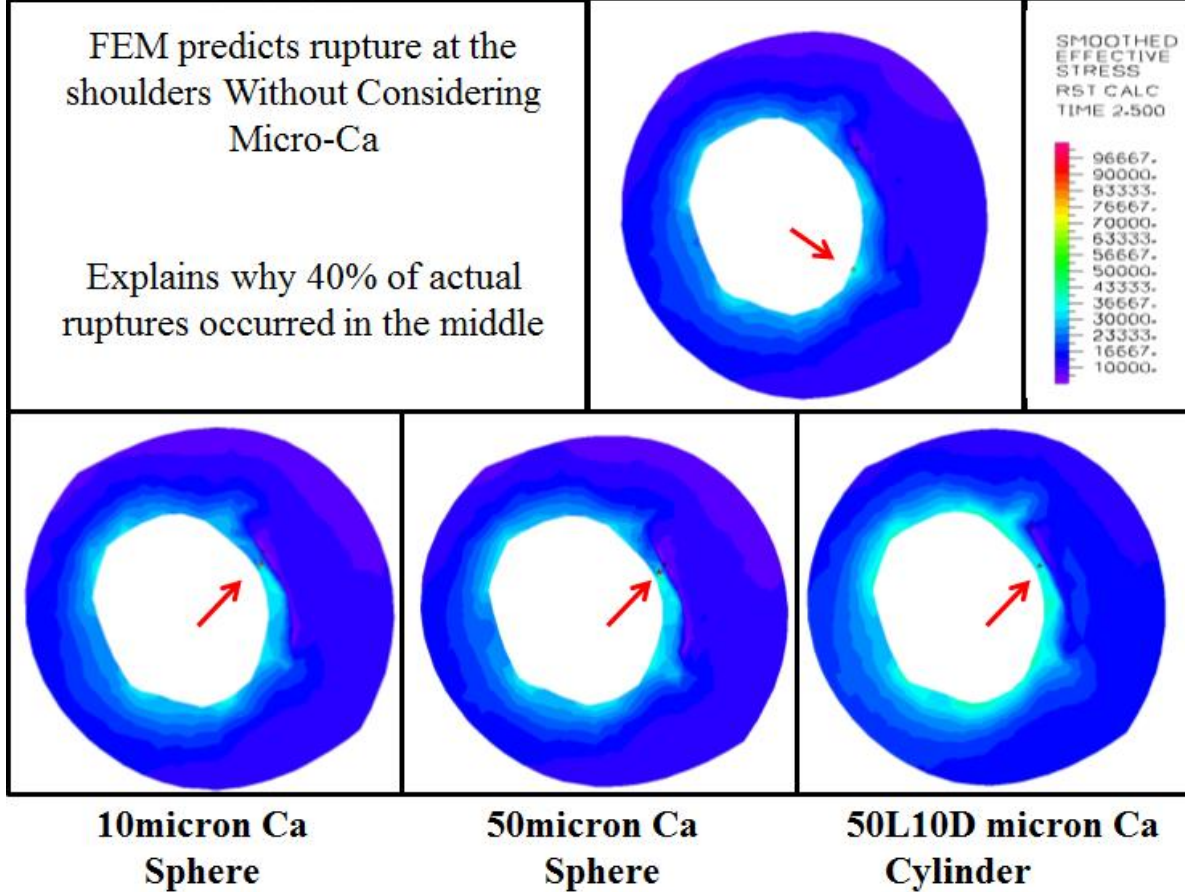 FEM predicts rupture at the
shoulders Without Considering
Micro-Ca
Explains why 40% of actual
ruptures occurred in the middle
SMOOTHED
EFFECTIVE
STRESS
RST CALC
TIME 2.500
96667.
90000.
83333.
76667.
70000.
63333.
56667.
50000.
43333.
36667.
30000.
23333.
16667.
10000.
10micron Ca
Sphere
50micron Ca
Sphere
50L10D micron Ca
Cylinder